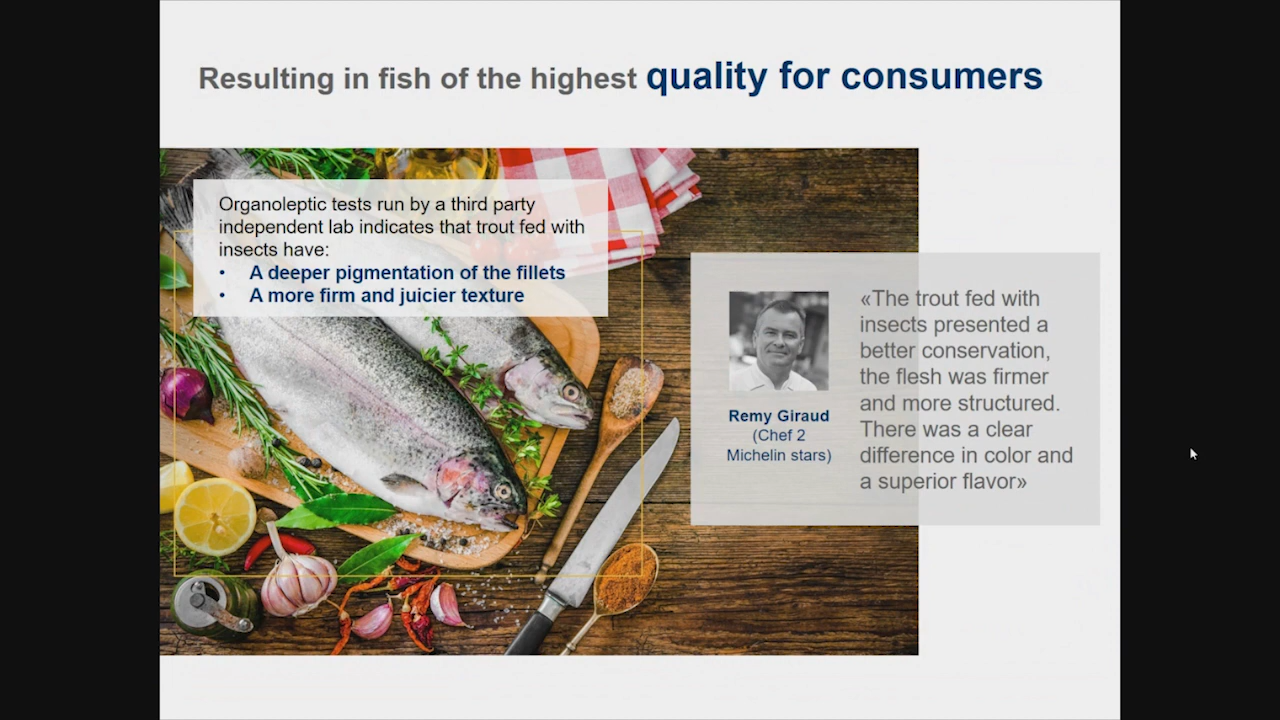 Resulting in fish of the highest quality for consumers
Organoleptic tests run by a third party
independent lab indicates that trout fed with
insects have:
• A deeper pigmentation of the fillets
• A more firm and juicier texture
Remy Giraud
(Chef 2
Michelin stars)
«The trout fed with
insects presented a
better conservation,
the flesh was firmer
and more structured.
There was a clear
difference in color and
a superior flavor»